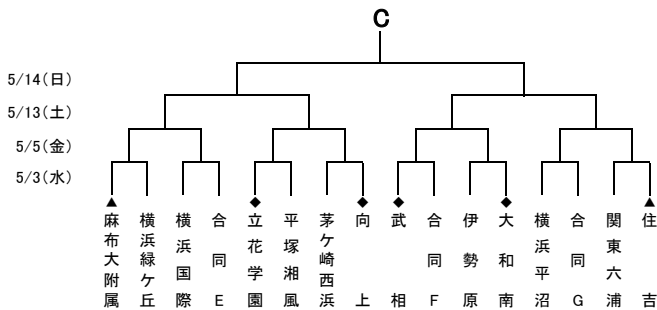 C
5/14(日)
5/13(土)
5/5(金)
5/3(水)
▲ ◆ ◆ ◆ ◆ ▲
麻布大附属
横浜緑ケ丘
横浜国際
合同E
立花学園
平塚湘風
茅ケ崎西浜
向上
武相
合同F
伊勢原
大和南
横浜平沼
合同G
関東六浦
住吉